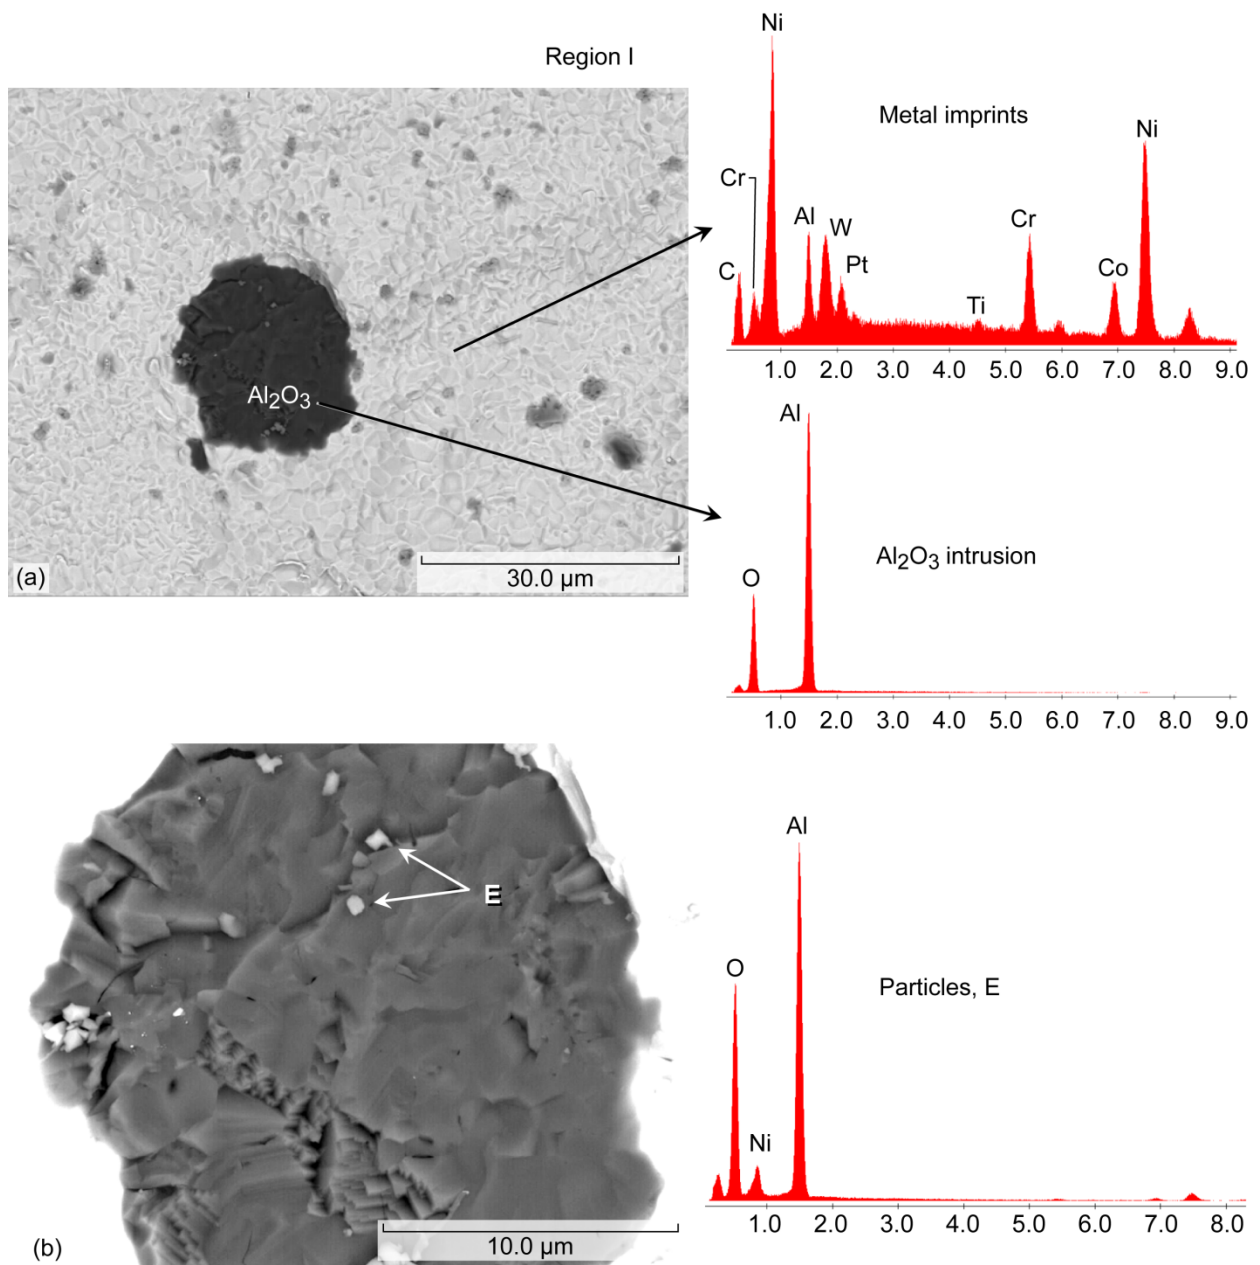 Region I
Ni
Metal imprints
Ni
Cr
Al
W
Cr
C
Pt
Co
Ti
1.0 2.0 3.0 4.0 5.0 6.0 7.0 8.0 9.0
Al₂O₃
(a)
30.0 µm
Al
Al₂O₃ intrusion
O
1.0 2.0 3.0 4.0 5.0 6.0 7.0 8.0 9.0
E
(b)
10.0 µm
Al
O
Particles, E
Ni
1.0 2.0 3.0 4.0 5.0 6.0 7.0 8.0